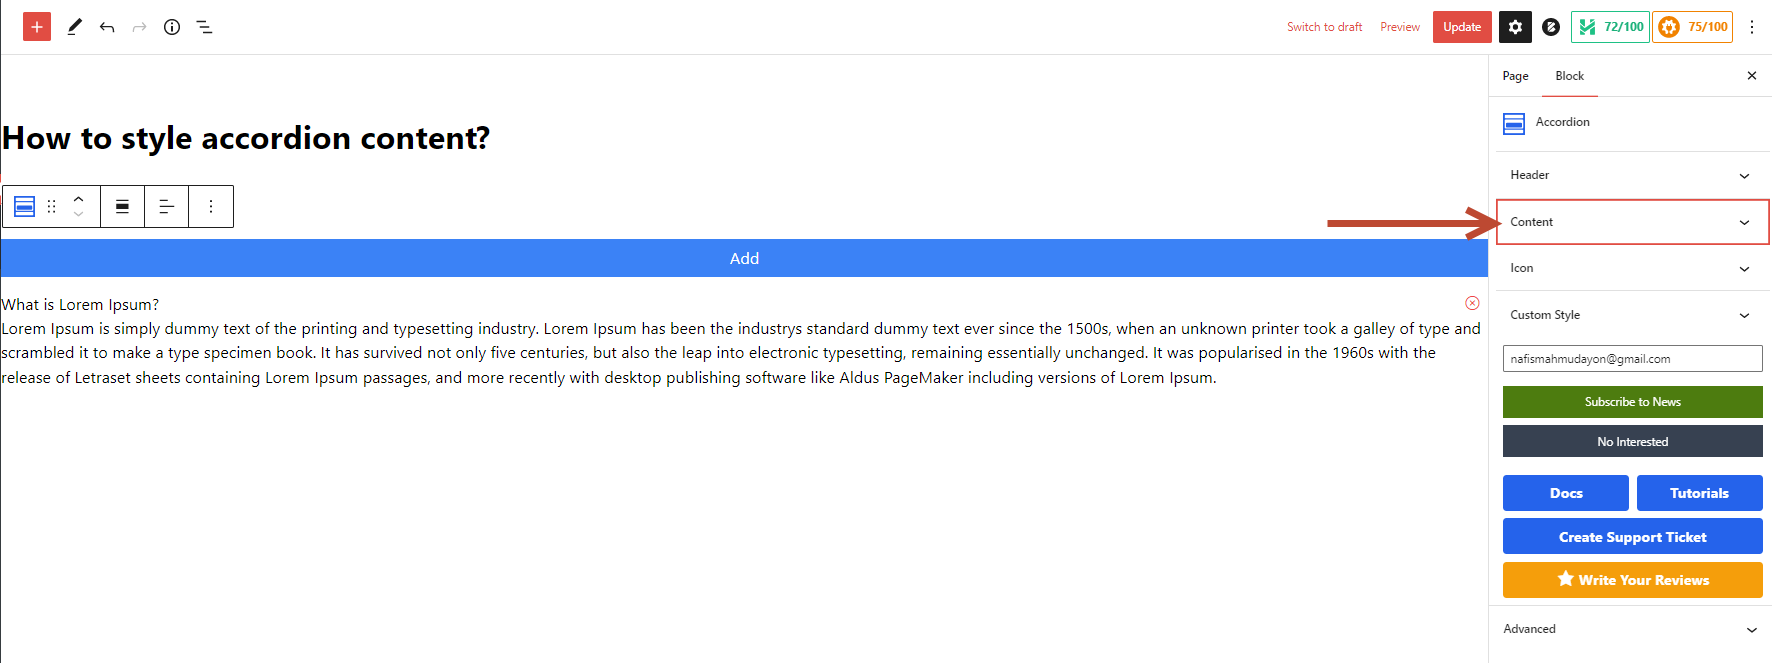 Switch to draft Preview Update 72/100 75/100
Page Block
Accordion
How to style accordion content?
Header
Content
Add
Icon
What is Lorem Ipsum?
Lorem Ipsum is simply dummy text of the printing and typesetting industry. Lorem Ipsum has been the industrys standard dummy text ever since the 1500s, when an unknown printer took a galley of type and
scrambled it to make a type specimen book. It has survived not only five centuries, but also the leap into electronic typesetting, remaining essentially unchanged. It was popularised in the 1960s with the
release of Letraset sheets containing Lorem Ipsum passages, and more recently with desktop publishing software like Aldus PageMaker including versions of Lorem Ipsum.
Custom Style
nafismahmudayon@gmail.com
Subscribe to News
No Interested
Docs Tutorials
Create Support Ticket
Write Your Reviews
Advanced